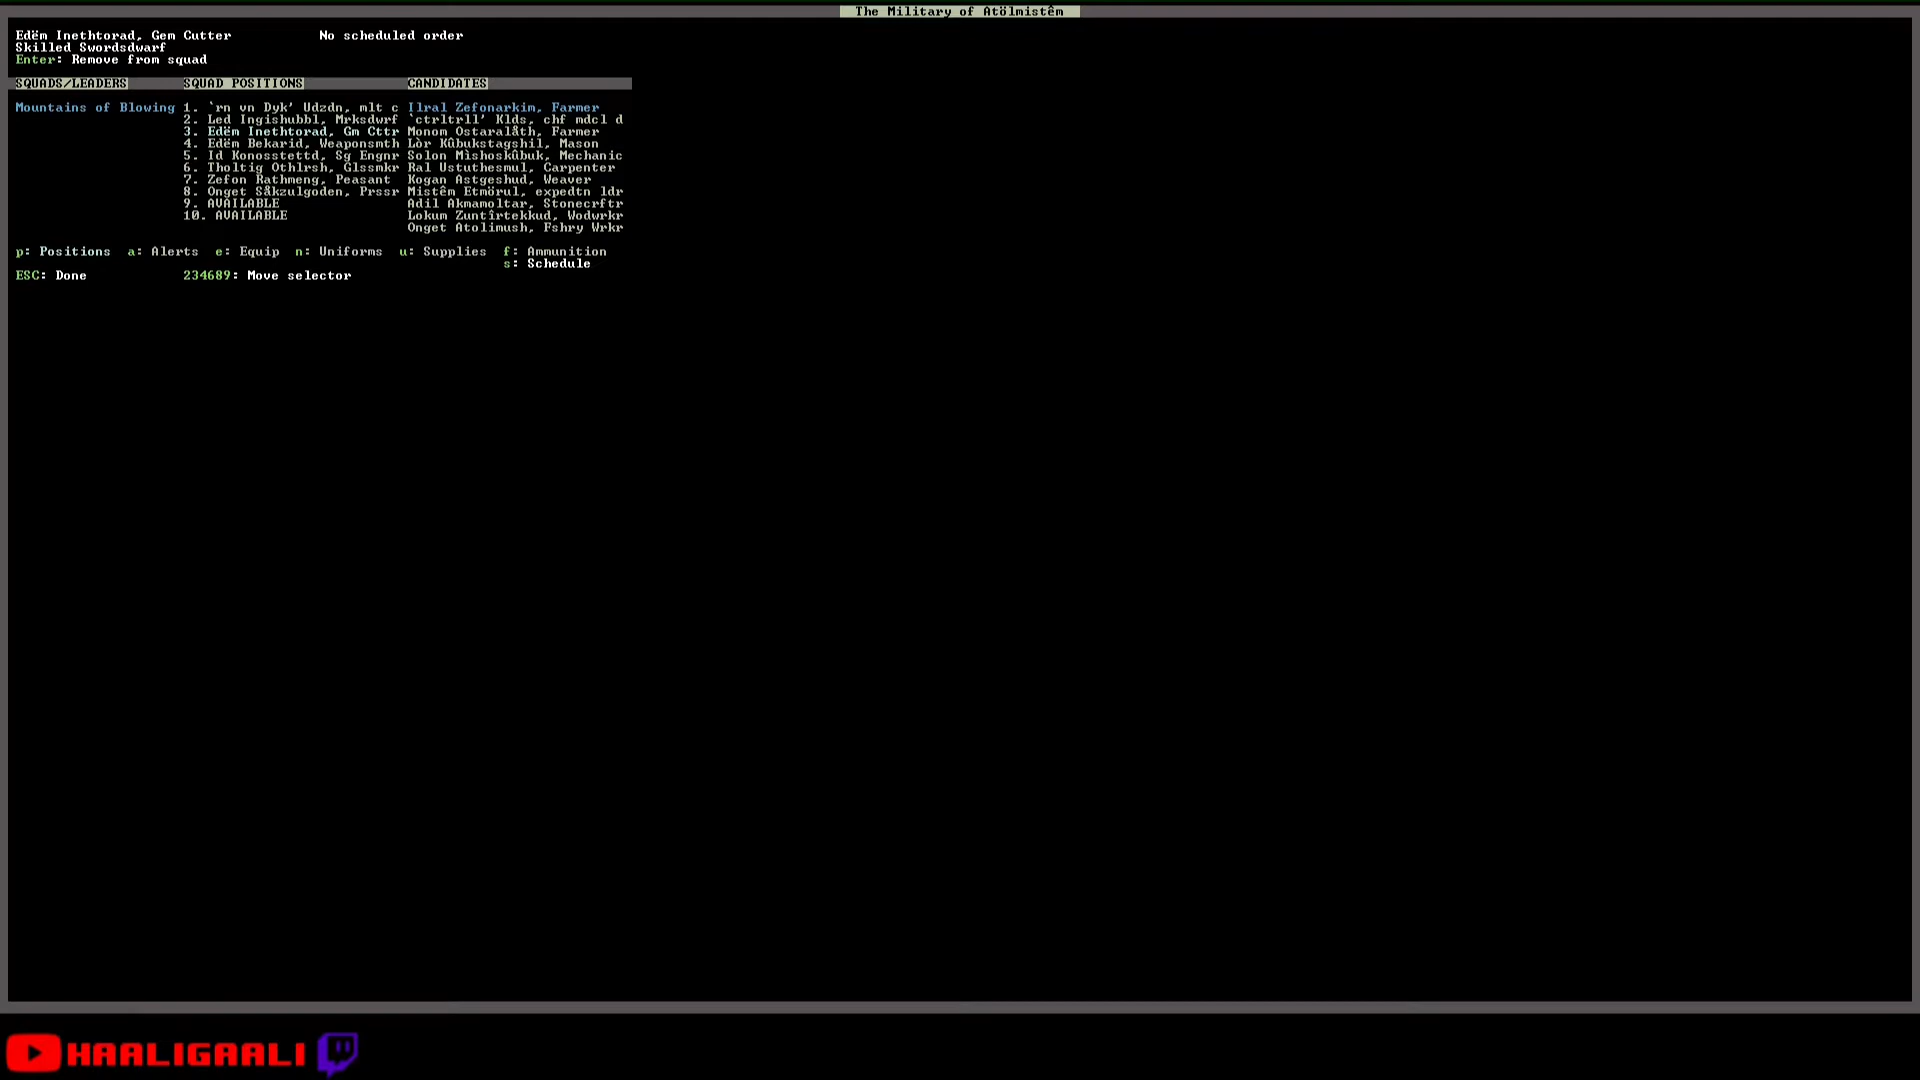 The Military of Atölmistêm
Edëm Inethtorad, Gem Cutter No scheduled order
Skilled Swordsdwarf
Enter: Remove from squad
SQUADS/LEADERS SQUAD POSITIONS CANDIDATES
Mountains of Blowing 1. `rn vn Dyk' Udzdn, mlt c Ilral Zefonarkim, Farmer
2. Led Ingishubbl, Mrksdwrf `ctrltrll' Klds, chf mdcl d
3. Edëm Inethtorad, Gm Cttr Monom Ostaralåth, Farmer
4. Edëm Bekarid, Weaponsmth Lòr Kûbukstagshil, Mason
5. Id Konosstettd, Sg Engnr Solon Mìshoskûbuk, Mechanic
6. Tholtig Othlrsh, Glssmkr Ral Ustuthesmul, Carpenter
7. Zefon Rathmeng, Peasant Kogan Astgeshud, Weaver
8. Onget Såkzulgoden, Prssr Mistêm Etmörul, expedtn ldr
9. AVAILABLE Adil Akmamoltar, Stonecrftr
10. AVAILABLE Lokum Zuntîrtekkud, Wodwrkr
Onget Atolimush, Fshry Wrkr
p: Positions a: Alerts e: Equip n: Uniforms u: Supplies f: Ammunition
s: Schedule
ESC: Done 234689: Move selector
HAALIGAALI